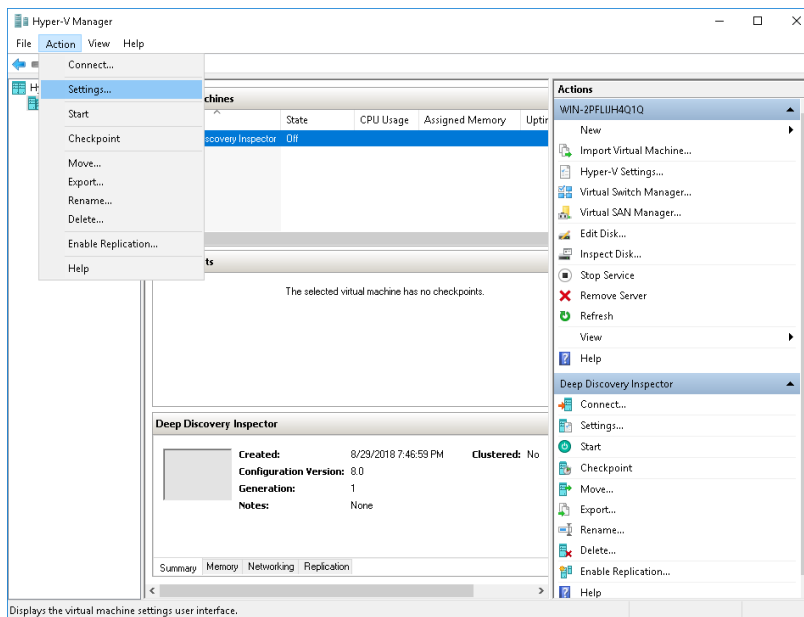 Hyper-V Manager
File Action View Help
Connect...
Settings...
Start
Checkpoint
Move...
Export...
Rename...
Delete...
Enable Replication...
Help
chines
State CPU Usage Assigned Memory Uptir
scovery Inspector Off
ts
The selected virtual machine has no checkpoints.
Deep Discovery Inspector
Created: 8/29/2018 7:46:59 PM Clustered: No
Configuration Version: 8.0
Generation: 1
Notes: None
Summary Memory Networking Replication
Actions
WIN-2PFLIJH4Q1Q
New
Import Virtual Machine...
Hyper-V Settings...
Virtual Switch Manager...
Virtual SAN Manager...
Edit Disk...
Inspect Disk...
Stop Service
Remove Server
Refresh
View
Help
Deep Discovery Inspector
Connect...
Settings...
Start
Checkpoint
Move...
Export...
Rename...
Delete...
Enable Replication...
Help
Displays the virtual machine settings user interface.